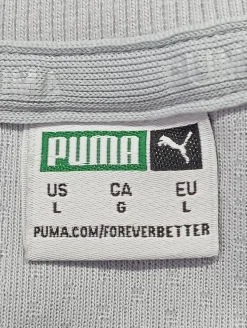 PUMA
US CA EU
L G L
PUMA.COM/FOREVERBETTER